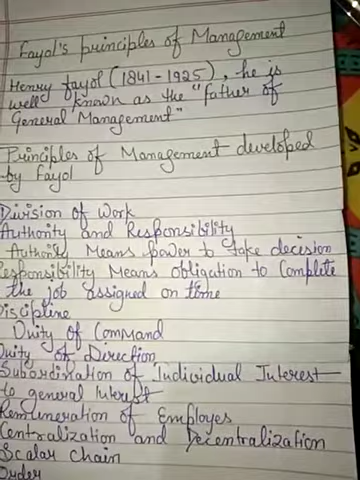 Fayol's principles of Management
Henry fayol (1841-1925), he is
well known as the "father of
General Management"
Principles of Management developed
by Fayol
Division of Work
Authority and Responsibility
Authority Means power to take decision
Responsibility Means obligation to Complete
the job assigned on time
Discipline
Unity of Command
Unity of Direction
Subordination of Individual Interest
to general Interest
Remuneration of Employes
Centralization and Decentralization
Scalar Chain
Order